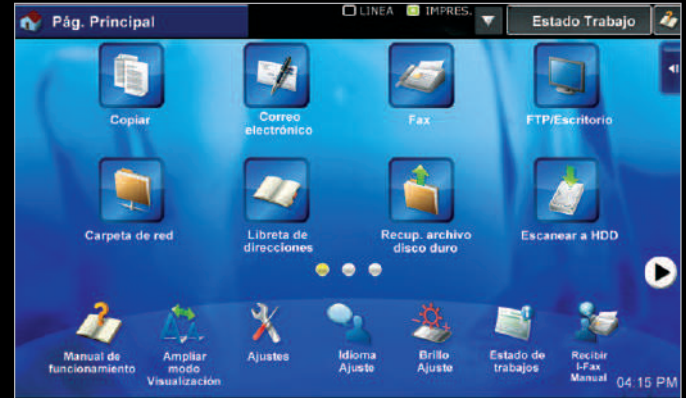 Pág. Principal
LINEA
IMPRES.
Estado Trabajo
Copiar
Correo
electrónico
Fax
FTP/Escritorio
Carpeta de red
Libreta de
direcciones
Recup. archivo
disco duro
Escanear a HDD
Manual de
funcionamiento
Ampliar
modo
Visualización
Ajustes
Idioma
Ajuste
Brillo
Ajuste
Estado de
trabajos
Recibir
I-Fax
Manual
04:15 PM